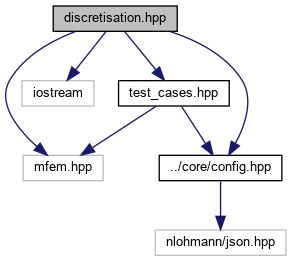 discretisation.hpp
iostream
test_cases.hpp
mfem.hpp
../core/config.hpp
nlohmann/json.hpp